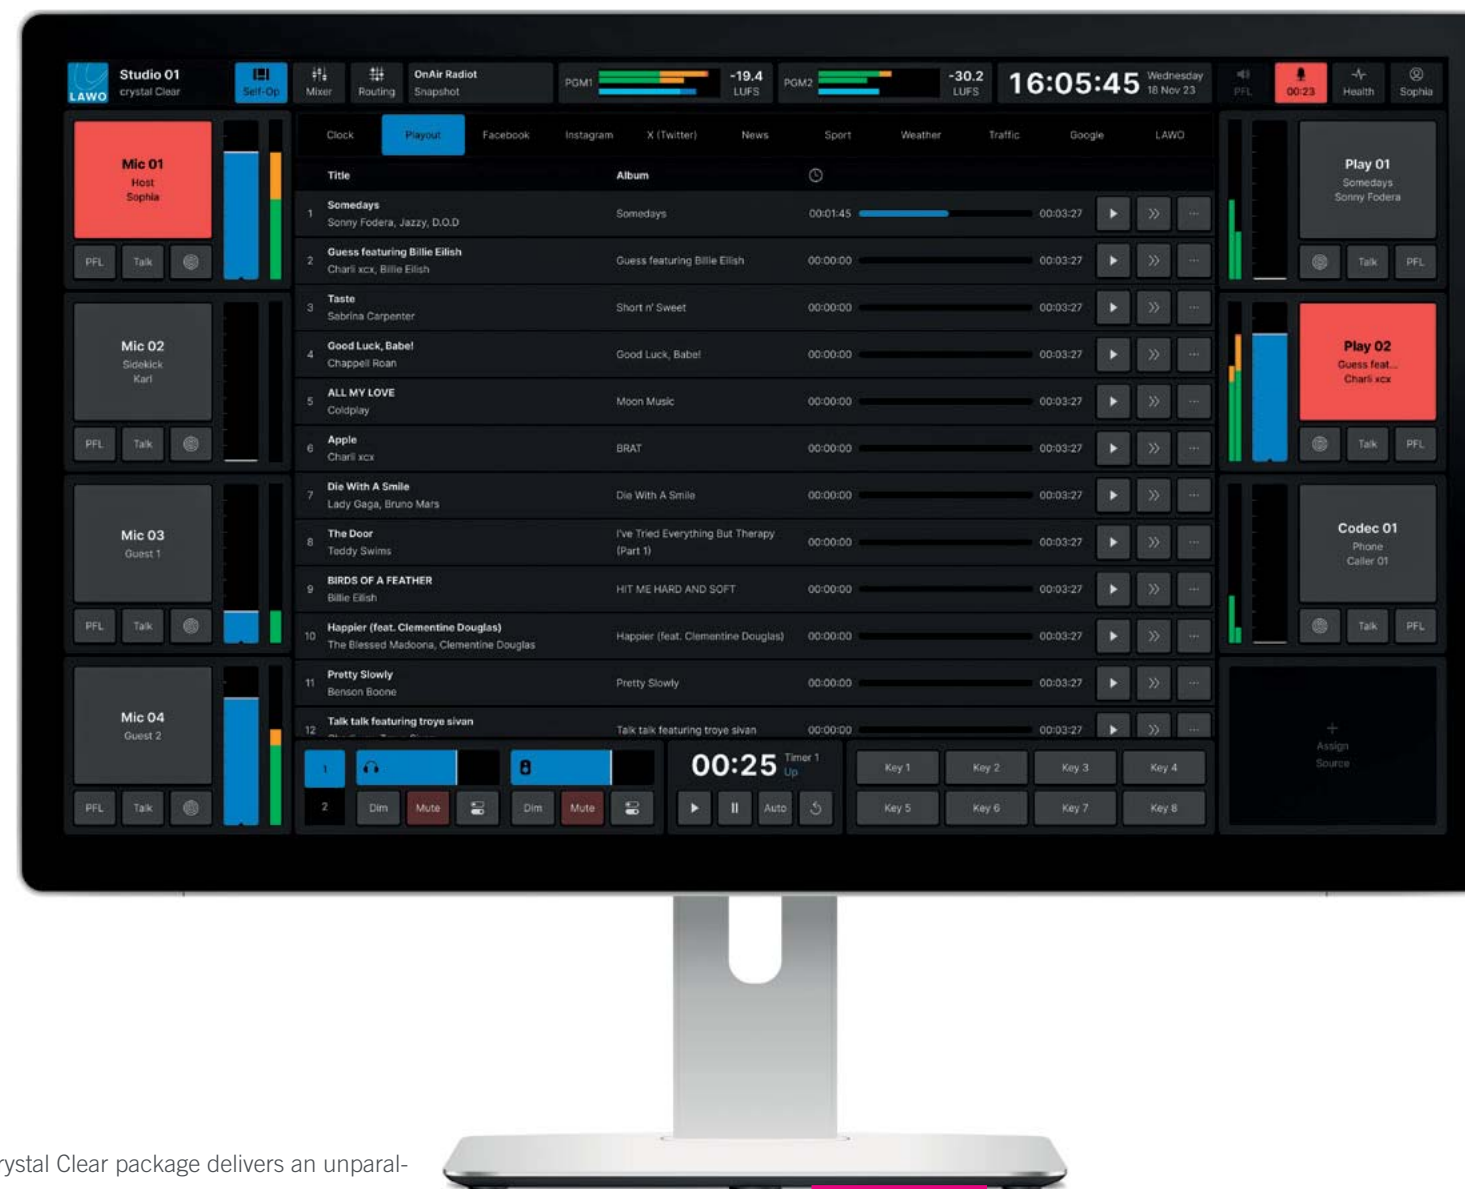 LAWO
Studio 01
crystal Clear
Self-Op
Mixer
Routing
OnAir Radiot
Snapshot
PGM1
-19.4
LUFS
PGM2
-30.2
LUFS
16:05:45
Wednesday
18 Nov 23
PFL
00:23
Health
Sophia
Mic 01
Host
Sophia
PFL Talk
Mic 02
Sidekick
Karl
PFL Talk
Mic 03
Guest 1
PFL Talk
Mic 04
Guest 2
PFL Talk
Clock Playout Facebook Instagram X (Twitter) News Sport Weather Traffic Google LAWO
Title Album
1 Somedays Somedays 00:01:45 00:03:27
Sonny Fodera, Jazzy, D.O.D
2 Guess featuring Billie Eilish Guess featuring Billie Eilish 00:00:00 00:03:27
Charli xcx, Billie Eilish
3 Taste Short n' Sweet 00:00:00 00:03:27
Sabrina Carpenter
4 Good Luck, Babe! Good Luck, Babe! 00:00:00 00:03:27
Chappell Roan
5 ALL MY LOVE Moon Music 00:00:00 00:03:27
Coldplay
6 Apple BRAT 00:00:00 00:03:27
Charli xcx
7 Die With A Smile Die With A Smile 00:00:00 00:03:27
Lady Gaga, Bruno Mars
8 The Door I've Tried Everything But Therapy 00:00:00 00:03:27
Teddy Swims (Part 1)
9 BIRDS OF A FEATHER HIT ME HARD AND SOFT 00:00:00 00:03:27
Billie Eilish
10 Happier (feat. Clementine Douglas) Happier (feat. Clementine Douglas) 00:00:00 00:03:27
The Blessed Madoona, Clementine Douglas
11 Pretty Slowly Pretty Slowly 00:00:00 00:03:27
Benson Boone
12 Talk talk featuring troye sivan Talk talk featuring troye sivan 00:00:00 00:03:27
1
2
Dim Mute
Dim Mute
00:25 Timer 1
Up
Auto
Key 1 Key 2 Key 3 Key 4
Key 5 Key 6 Key 7 Key 8
Play 01
Somedays
Sonny Fodera
Talk PFL
Play 02
Guess feat...
Charli xcx
Talk PFL
Codec 01
Phone
Caller 01
Talk PFL
+
Assign
Source
rystal Clear package delivers an unparal-